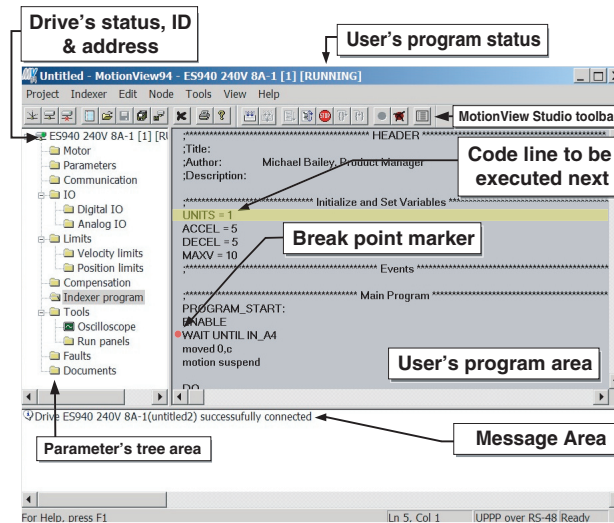 Drive's status, ID
& address
User's program status
Untitled - MotionView94 - ES940 240V 8A-1 [1] [RUNNING]
Project Indexer Edit Node Tools View Help
MotionView Studio toolba
ES940 240V 8A-1 [1] [RU
Motor
Parameters
Communication
IO
Digital IO
Analog IO
Limits
Velocity limits
Position limits
Compensation
Indexer program
Tools
Oscilloscope
Run panels
Faults
Documents
;************************************ HEADER ************************************
;Title:
;Author: Michael Bailey, Product Manager
;Description:
Code line to be
executed next
;************************* Initialize and Set Variables *************************
UNITS = 1
ACCEL = 5
DECEL = 5
MAXV = 10
Break point marker
;************************************ Events ************************************
;********************************* Main Program *********************************
PROGRAM_START:
ENABLE
WAIT UNTIL IN_A4
moved 0,c
motion suspend
DO
User's program area
Drive ES940 240V 8A-1(untitled2) successufully connected
Message Area
Parameter's tree area
For Help, press F1
Ln 5, Col 1
UPPP over RS-48 Ready